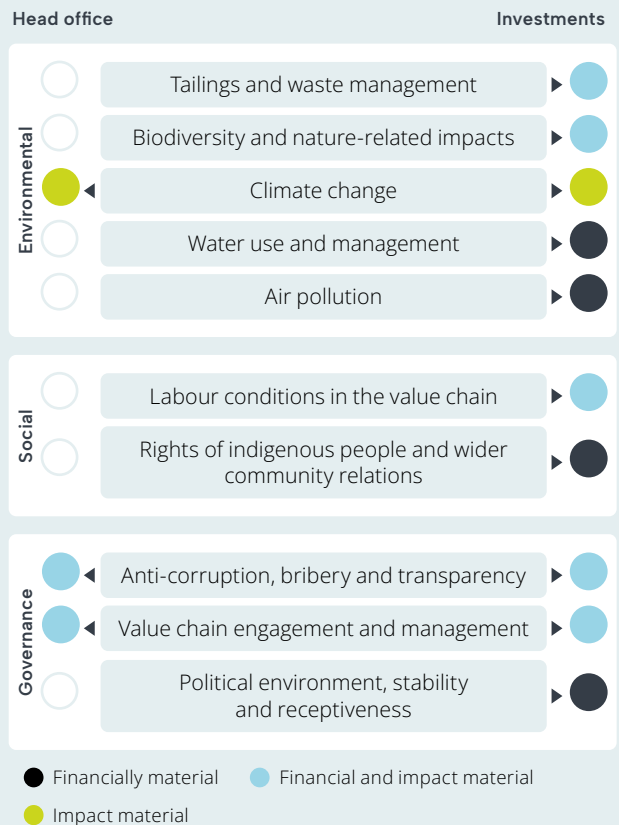 Head office
Investments
Environmental
Tailings and waste management
Biodiversity and nature-related impacts
Climate change
Water use and management
Air pollution
Social
Labour conditions in the value chain
Rights of indigenous people and wider
community relations
Governance
Anti-corruption, bribery and transparency
Value chain engagement and management
Political environment, stability
and receptiveness
Financially material
Financial and impact material
Impact material